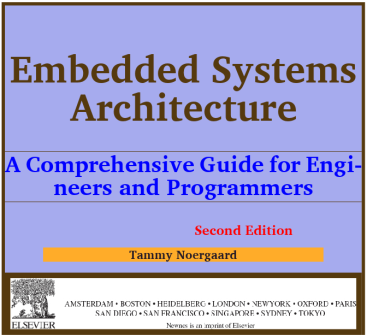 Embedded Systems
Architecture
A Comprehensive Guide for Engi-
neers and Programmers
Second Edition
Tammy Noergaard
AMSTERDAM • BOSTON • HEIDELBERG • LONDON • NEWYORK • OXFORD • PARIS
SAN DIEGO • SAN FRANCISCO • SINGAPORE • SYDNEY • TOKYO
ELSEVIER
Newnes is an imprint of Elsevier